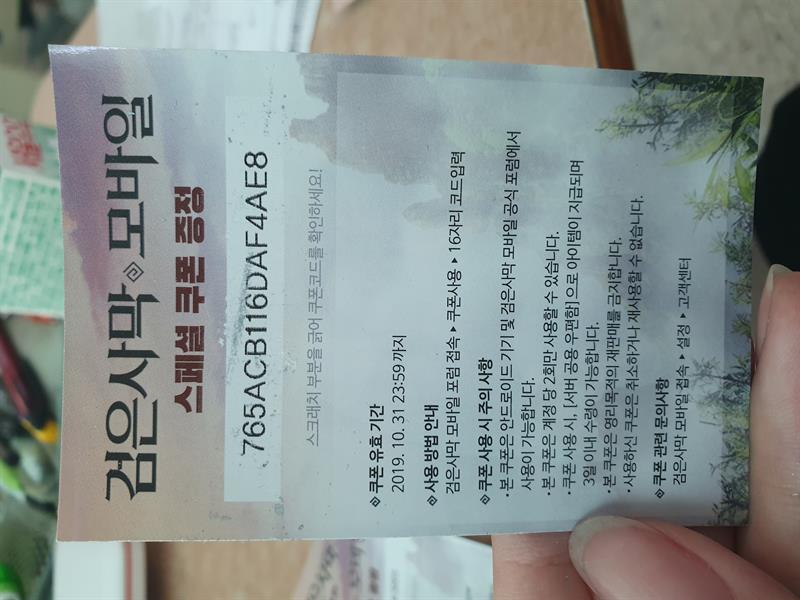 검은사막 모바일
스페셜 쿠폰 증정
765ACB116DAF4AE8
스크래치 부분을 긁어 쿠폰코드를 확인하세요!
쿠폰 유효 기간
2019. 10. 31 23:59 까지
사용 방법 안내
검은사막 모바일 포럼 접속 ▸ 쿠폰사용 ▸ 16자리 코드입력
쿠폰 사용 시 주의 사항
· 본 쿠폰은 안드로이드 기기 및 검은사막 모바일 공식 포럼에서
사용이 가능합니다.
· 본 쿠폰은 계정 당 2회만 사용할 수 있습니다.
· 쿠폰 사용 시, [서버 공용 우편함]으로 아이템이 지급되며
3일 이내 수령이 가능합니다.
· 본 쿠폰은 영리목적의 재판매를 금지합니다.
· 사용하신 쿠폰은 취소하거나 재사용할 수 없습니다.
쿠폰 관련 문의사항
검은사막 모바일 접속 ▸ 설정 ▸ 고객센터